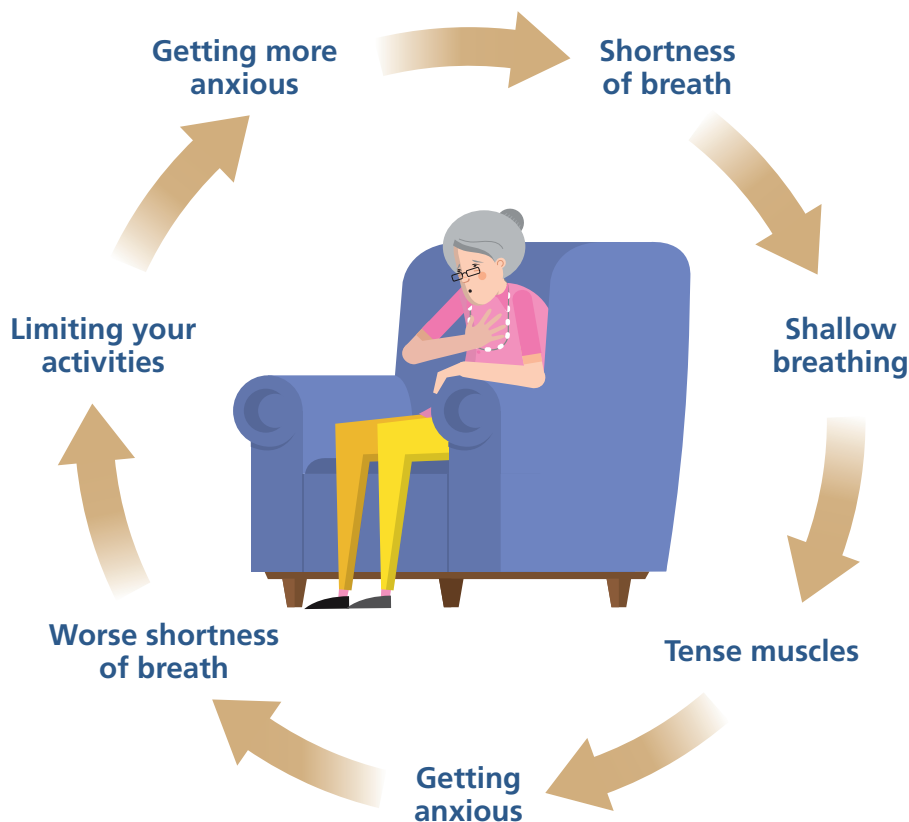 Getting more
anxious
Shortness
of breath
Shallow
breathing
Tense muscles
Getting
anxious
Worse shortness
of breath
Limiting your
activities